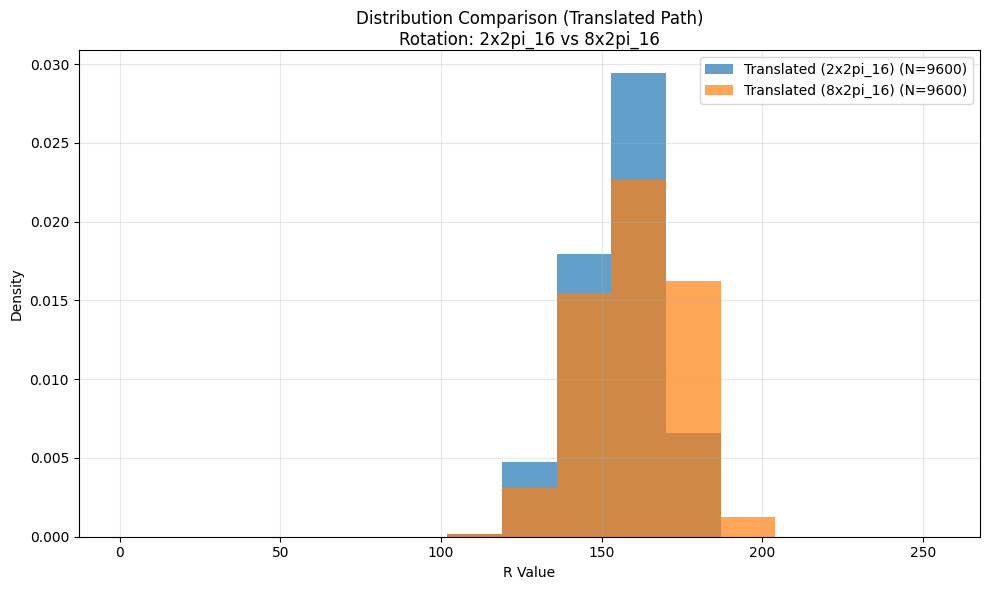 Distribution Comparison (Translated Path)
Rotation: 2x2pi_16 vs 8x2pi_16
Translated (2x2pi_16) (N=9600)
Translated (8x2pi_16) (N=9600)
Density
0.030
0.025
0.020
0.015
0.010
0.005
0.000
0 50 100 150 200 250
R Value